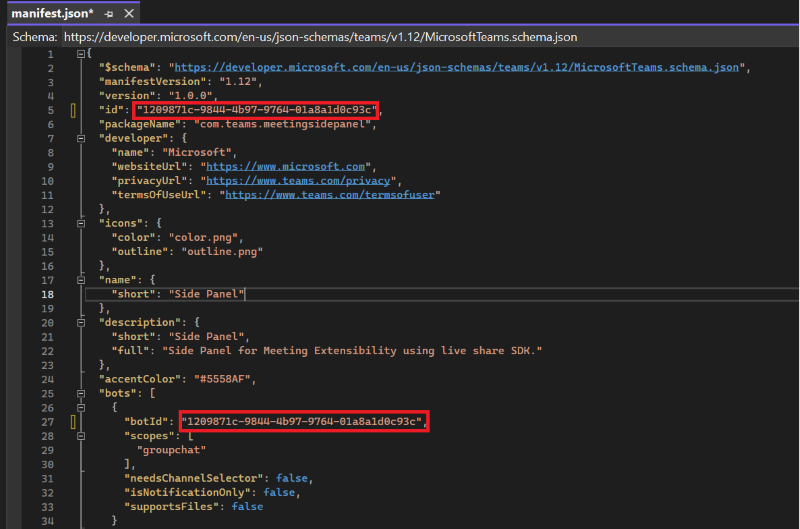 manifest.json*
Schema: https://developer.microsoft.com/en-us/json-schemas/teams/v1.12/MicrosoftTeams.schema.json
1 {
2 "$schema": "https://developer.microsoft.com/en-us/json-schemas/teams/v1.12/MicrosoftTeams.schema.json",
3 "manifestVersion": "1.12",
4 "version": "1.0.0",
5 "id": "1209871c-9844-4b97-9764-01a8a1d0c93c",
6 "packageName": "com.teams.meetingsidepanel",
7 "developer": {
8 "name": "Microsoft",
9 "websiteUrl": "https://www.microsoft.com",
10 "privacyUrl": "https://www.teams.com/privacy",
11 "termsOfUseUrl": "https://www.teams.com/termsofuser"
12 },
13 "icons": {
14 "color": "color.png",
15 "outline": "outline.png"
16 },
17 "name": {
18 "short": "Side Panel"
19 },
20 "description": {
21 "short": "Side Panel",
22 "full": "Side Panel for Meeting Extensibility using live share SDK."
23 },
24 "accentColor": "#5558AF",
25 "bots": [
26 {
27 "botId": "1209871c-9844-4b97-9764-01a8a1d0c93c",
28 "scopes": [
29 "groupchat"
30 ],
31 "needsChannelSelector": false,
32 "isNotificationOnly": false,
33 "supportsFiles": false
34 }